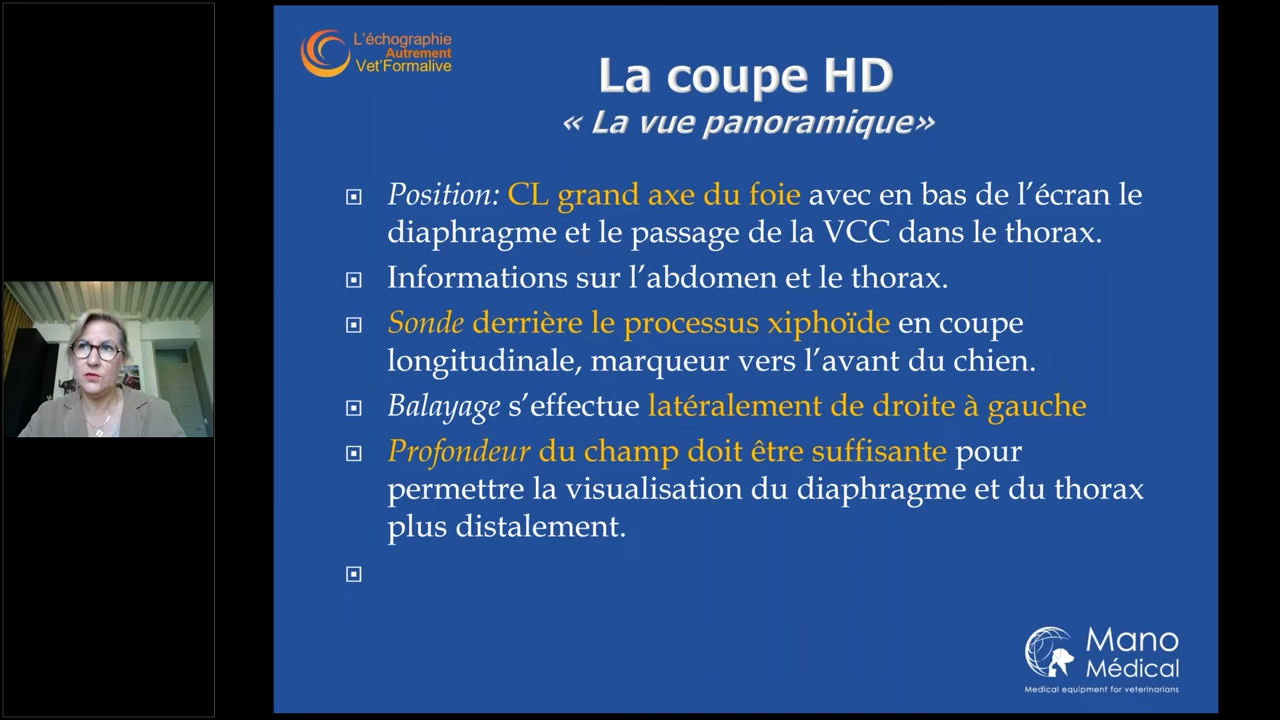 L'échographie
Autrement
Vet'Formalive
La coupe HD
« La vue panoramique»
Position: CL grand axe du foie avec en bas de l'écran le
diaphragme et le passage de la VCC dans le thorax.
Informations sur l'abdomen et le thorax.
Sonde derrière le processus xiphoïde en coupe
longitudinale, marqueur vers l'avant du chien.
Balayage s'effectue latéralement de droite à gauche
Profondeur du champ doit être suffisante pour
permettre la visualisation du diaphragme et du thorax
plus distalement.
Mano
Médical
Medical equipment for veterinarians